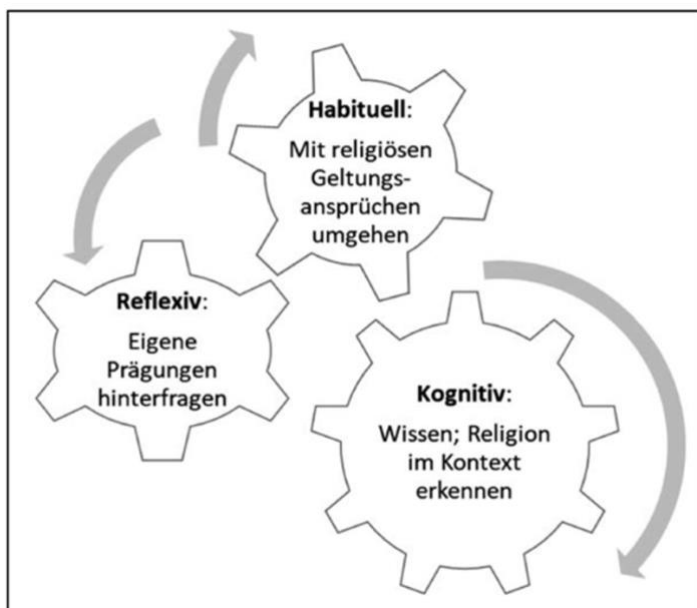 Habituell:
Mit religiösen
Geltungs-
ansprüchen
umgehen
Reflexiv:
Eigene
Prägungen
hinterfragen
Kognitiv:
Wissen; Religion
im Kontext
erkennen